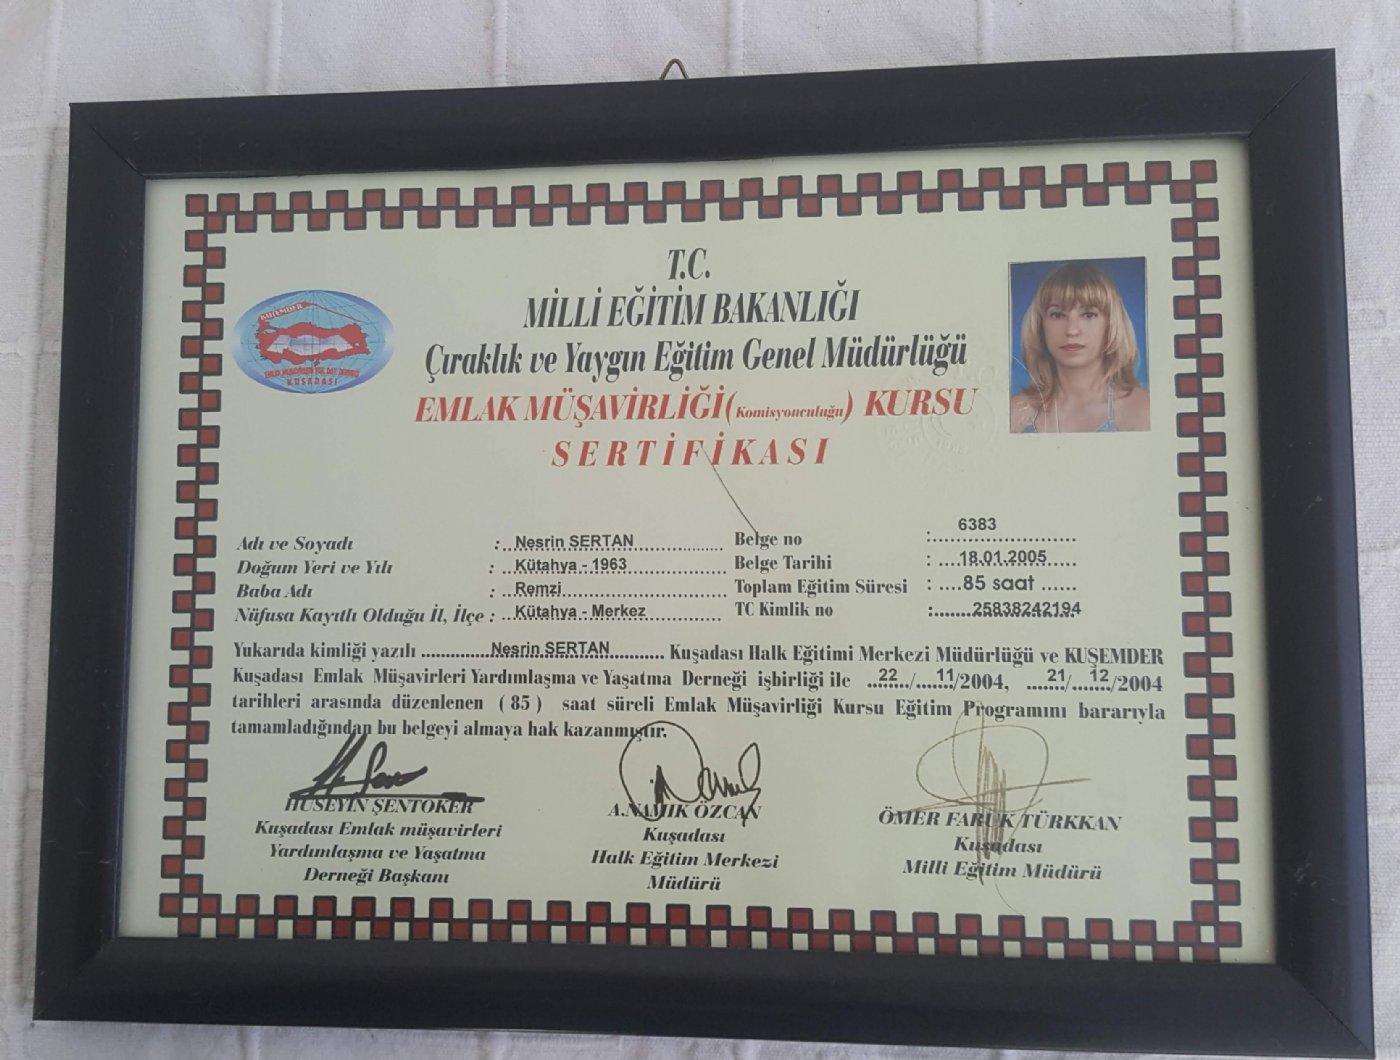 T.C.
MİLLİ EĞİTİM BAKANLIĞI
Çıraklık ve Yaygın Eğitim Genel Müdürlüğü
EMLAK MÜŞAVİRLİĞİ(Komisyonculuğu) KURSU
SERTİFİKASI
KUŞEMDER
KUŞADASI
Adı ve Soyadı : Nesrin SERTAN
Doğum Yeri ve Yılı : Kütahya - 1963
Baba Adı : Remzi
Nüfusa Kayıtlı Olduğu İl, İlçe : Kütahya - Merkez
Belge no : 6383
Belge Tarihi : 18.01.2005
Toplam Eğitim Süresi : 85 saat
TC Kimlik no : 25838242194
Yukarıda kimliği yazılı Nesrin SERTAN Kuşadası Halk Eğitimi Merkezi Müdürlüğü ve KUŞEMDER
Kuşadası Emlak Müşavirleri Yardımlaşma ve Yaşatma Derneği işbirliği ile 22/11/2004, 21/12/2004
tarihleri arasında düzenlenen ( 85 ) saat süreli Emlak Müşavirliği Kursu Eğitim Programını bararıyla
tamamladığından bu belgeyi almaya hak kazanmıştır.
HÜSEYİN ŞENTÖKER
Kuşadası Emlak müşavirleri
Yardımlaşma ve Yaşatma
Derneği Başkanı
A.NAMIK ÖZCAN
Kuşadası
Halk Eğitim Merkezi
Müdürü
ÖMER FARUK TÜRKKAN
Kuşadası
Milli Eğitim Müdürü